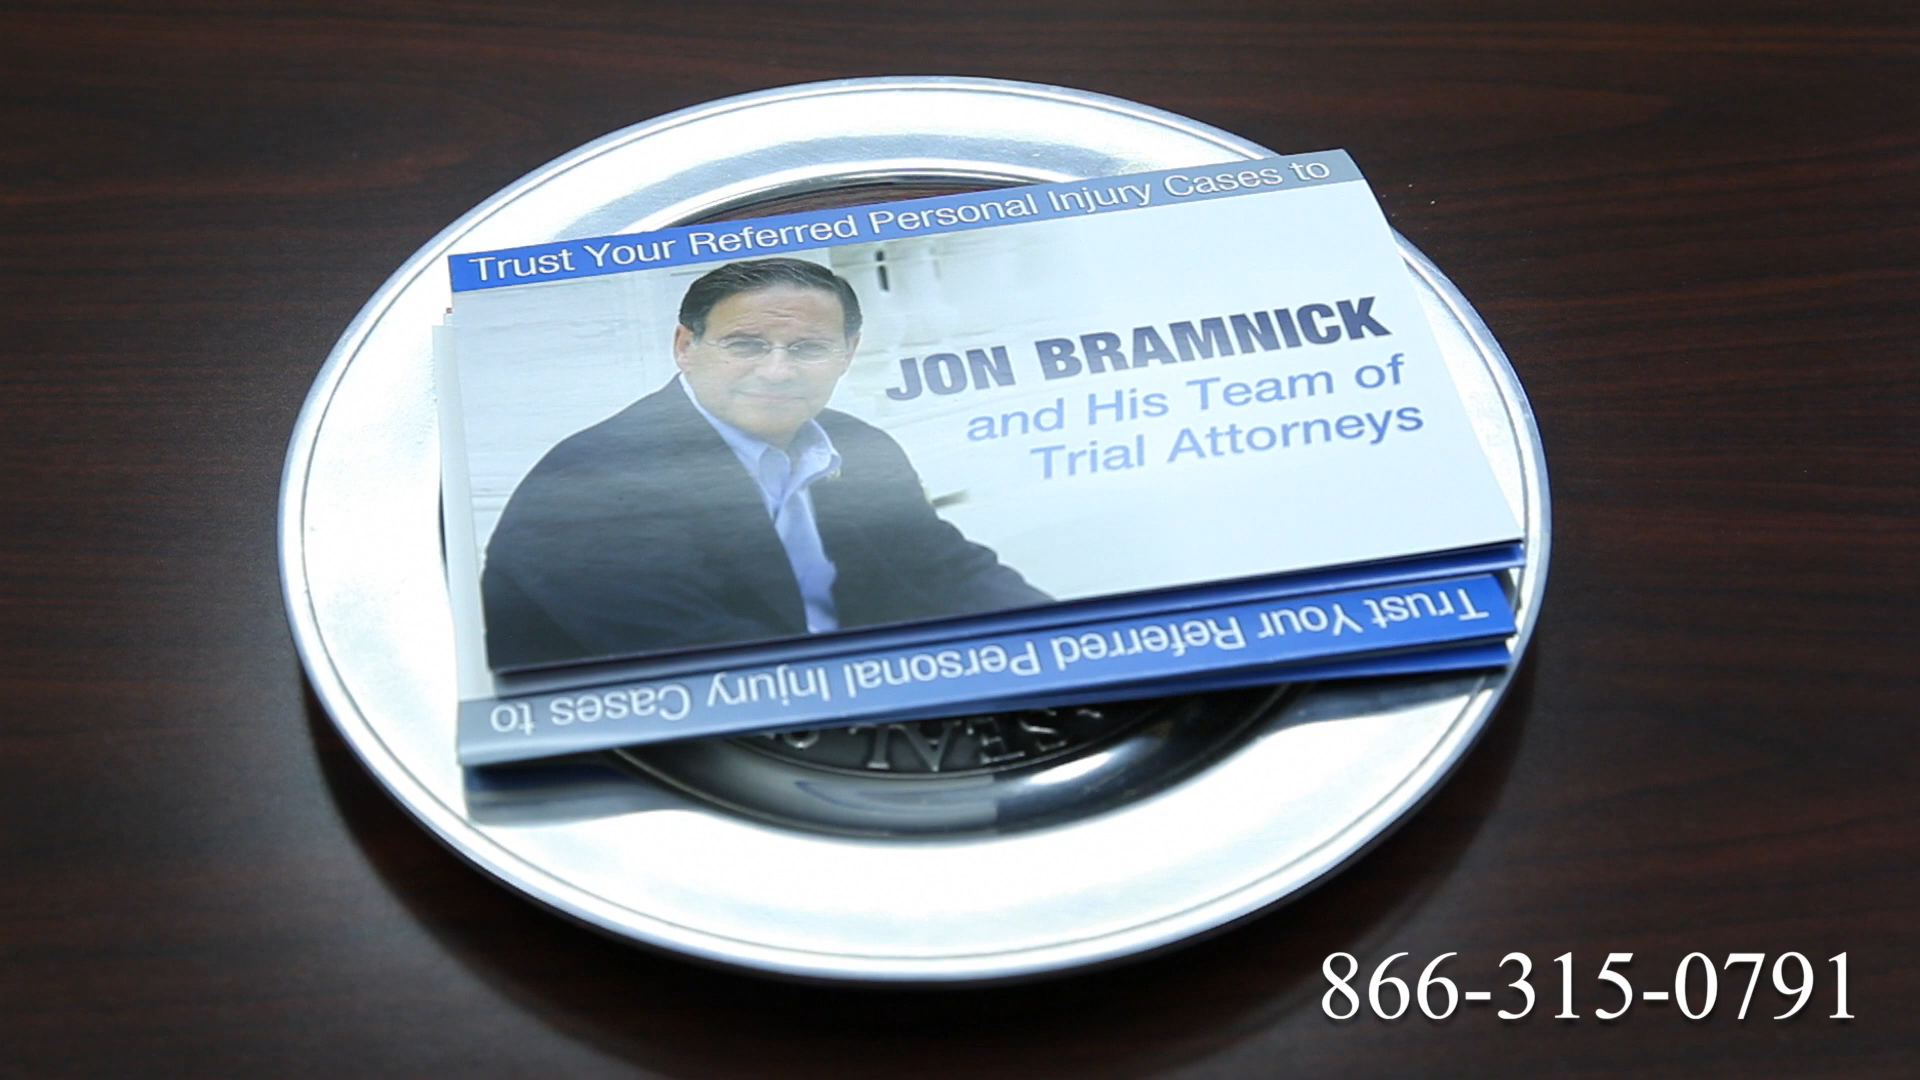 Trust Your Referred Personal Injury Cases to
JON BRAMNICK
and His Team of
Trial Attorneys
Trust Your Referred Personal Injury Cases to
866-315-0791